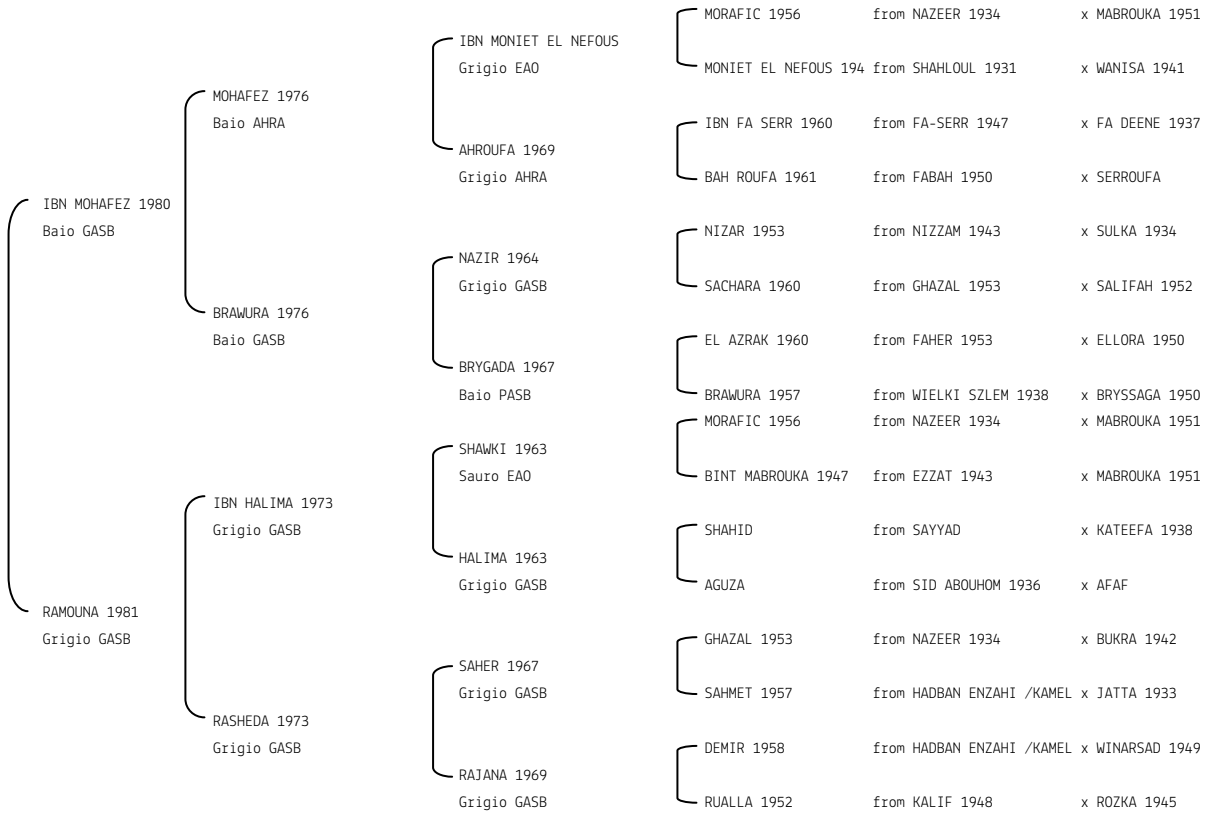 MORAFIC 1956 from NAZEER 1934 x MABROUKA 1951
IBN MONIET EL NEFOUS
Grigio EAO
MONIET EL NEFOUS 194 from SHAHLOUL 1931 x WANISA 1941
MOHAFEZ 1976
Baio AHRA
IBN FA SERR 1960 from FA-SERR 1947 x FA DEENE 1937
AHROUFA 1969
Grigio AHRA
BAH ROUFA 1961 from FABAH 1950 x SERROUFA
IBN MOHAFEZ 1980
Baio GASB
NIZAR 1953 from NIZZAM 1943 x SULKA 1934
NAZIR 1964
Grigio GASB
SACHARA 1960 from GHAZAL 1953 x SALIFAH 1952
BRAWURA 1976
Baio GASB
EL AZRAK 1960 from FAHER 1953 x ELLORA 1950
BRYGADA 1967
Baio PASB
BRAWURA 1957 from WIELKI SZLEM 1938 x BRYSSAGA 1950
MORAFIC 1956 from NAZEER 1934 x MABROUKA 1951
SHAWKI 1963
Sauro EAO
BINT MABROUKA 1947 from EZZAT 1943 x MABROUKA 1951
IBN HALIMA 1973
Grigio GASB
SHAHID from SAYYAD x KATEEFA 1938
HALIMA 1963
Grigio GASB
AGUZA from SID ABOUHOM 1936 x AFAF
RAMOUNA 1981
Grigio GASB
GHAZAL 1953 from NAZEER 1934 x BUKRA 1942
SAHER 1967
Grigio GASB
SAHMET 1957 from HADBAN ENZAHI /KAMEL x JATTA 1933
RASHEDA 1973
Grigio GASB
DEMIR 1958 from HADBAN ENZAHI /KAMEL x WINARSAD 1949
RAJANA 1969
Grigio GASB
RUALLA 1952 from KALIF 1948 x ROZKA 1945